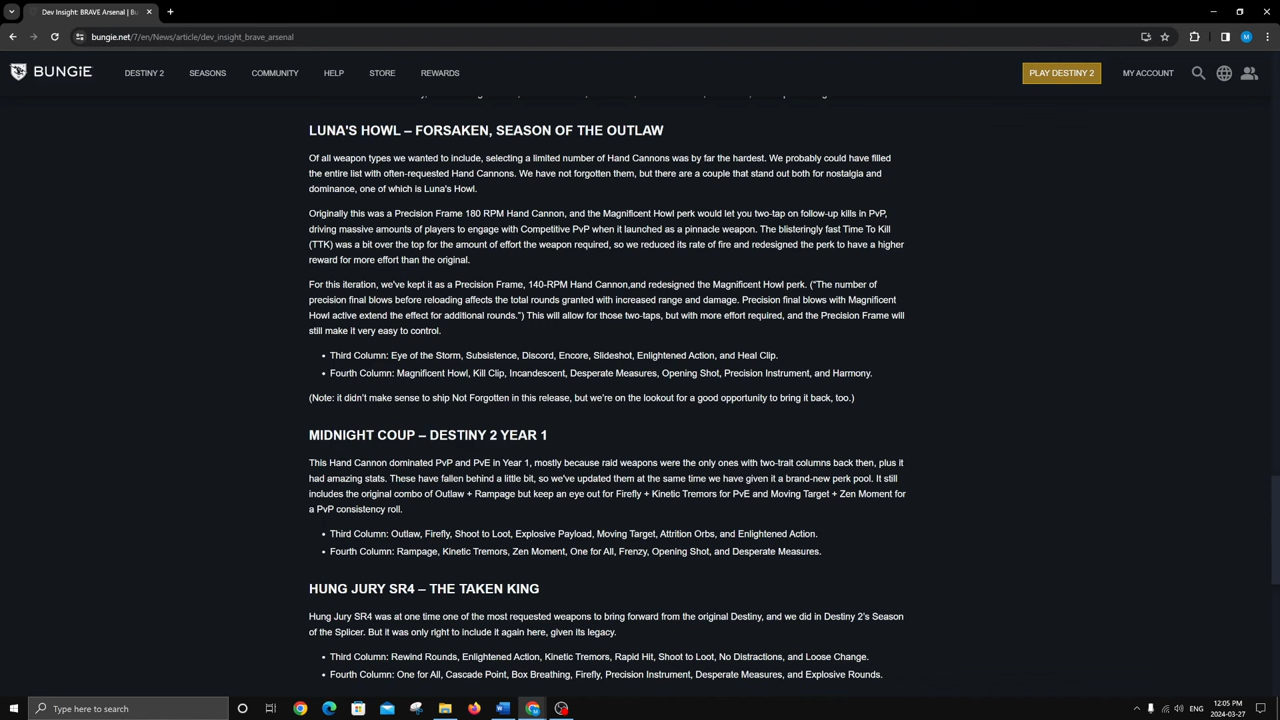 Dev Insight: BRAVE Arsenal | Bu
bungie.net/7/en/News/article/dev_insight_brave_arsenal
M
BUNGiE
DESTINY 2
SEASONS
COMMUNITY
HELP
STORE
REWARDS
PLAY DESTINY 2
MY ACCOUNT
LUNA'S HOWL – FORSAKEN, SEASON OF THE OUTLAW
Of all weapon types we wanted to include, selecting a limited number of Hand Cannons was by far the hardest. We probably could have filled
the entire list with often-requested Hand Cannons. We have not forgotten them, but there are a couple that stand out both for nostalgia and
dominance, one of which is Luna's Howl.
Originally this was a Precision Frame 180 RPM Hand Cannon, and the Magnificent Howl perk would let you two-tap on follow-up kills in PvP,
driving massive amounts of players to engage with Competitive PvP when it launched as a pinnacle weapon. The blisteringly fast Time To Kill
(TTK) was a bit over the top for the amount of effort the weapon required, so we reduced its rate of fire and redesigned the perk to have a higher
reward for more effort than the original.
For this iteration, we've kept it as a Precision Frame, 140-RPM Hand Cannon,and redesigned the Magnificent Howl perk. ("The number of
precision final blows before reloading affects the total rounds granted with increased range and damage. Precision final blows with Magnificent
Howl active extend the effect for additional rounds.") This will allow for those two-taps, but with more effort required, and the Precision Frame will
still make it very easy to control.
• Third Column: Eye of the Storm, Subsistence, Discord, Encore, Slideshot, Enlightened Action, and Heal Clip.
• Fourth Column: Magnificent Howl, Kill Clip, Incandescent, Desperate Measures, Opening Shot, Precision Instrument, and Harmony.
(Note: it didn't make sense to ship Not Forgotten in this release, but we're on the lookout for a good opportunity to bring it back, too.)
MIDNIGHT COUP – DESTINY 2 YEAR 1
This Hand Cannon dominated PvP and PvE in Year 1, mostly because raid weapons were the only ones with two-trait columns back then, plus it
had amazing stats. These have fallen behind a little bit, so we've updated them at the same time we have given it a brand-new perk pool. It still
includes the original combo of Outlaw + Rampage but keep an eye out for Firefly + Kinetic Tremors for PvE and Moving Target + Zen Moment for
a PvP consistency roll.
• Third Column: Outlaw, Firefly, Shoot to Loot, Explosive Payload, Moving Target, Attrition Orbs, and Enlightened Action.
• Fourth Column: Rampage, Kinetic Tremors, Zen Moment, One for All, Frenzy, Opening Shot, and Desperate Measures.
HUNG JURY SR4 – THE TAKEN KING
Hung Jury SR4 was at one time one of the most requested weapons to bring forward from the original Destiny, and we did in Destiny 2's Season
of the Splicer. But it was only right to include it again here, given its legacy.
• Third Column: Rewind Rounds, Enlightened Action, Kinetic Tremors, Rapid Hit, Shoot to Loot, No Distractions, and Loose Change.
• Fourth Column: One for All, Cascade Point, Box Breathing, Firefly, Precision Instrument, Desperate Measures, and Explosive Rounds.
Type here to search
ENG
12:05 PM
2024-03-27